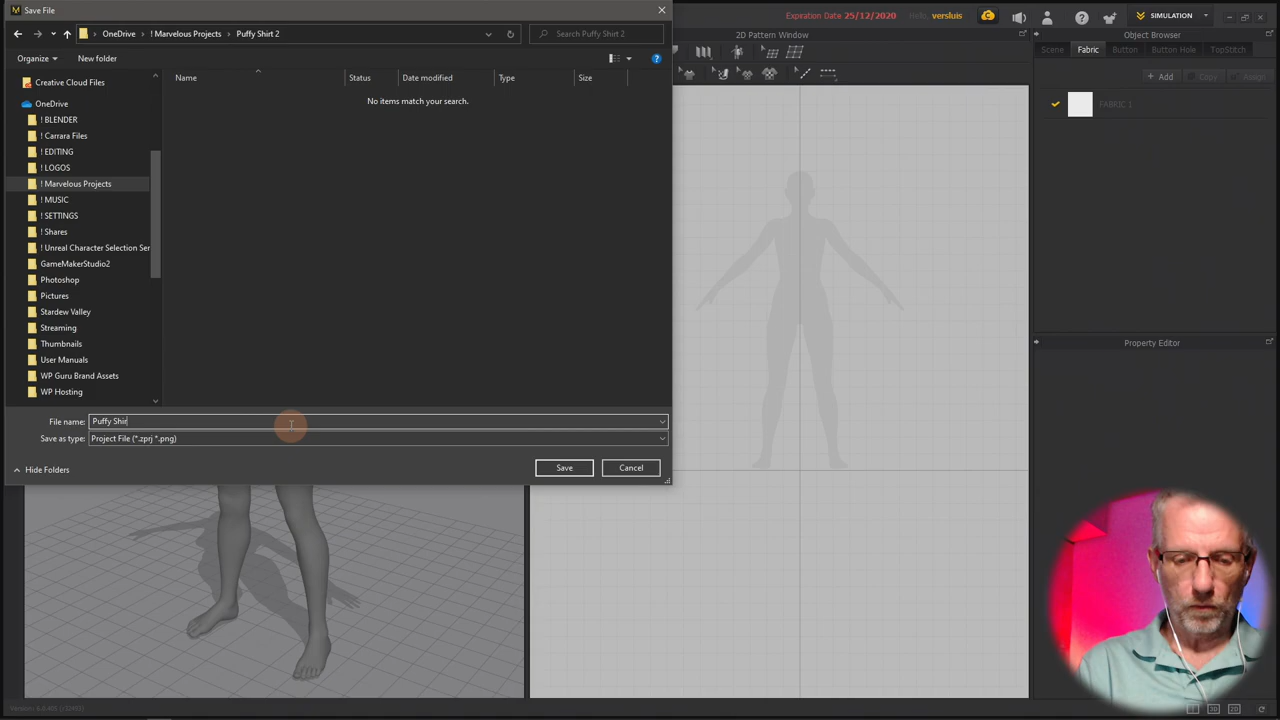 Save File
Expiration Date 25/12/2020
Hello, versluis
SIMULATION
OneDrive › ! Marvelous Projects › Puffy Shirt 2
Search Puffy Shirt 2
2D Pattern Window
Object Browser
Organize
New folder
Scene Fabric Button Button Hole TopStitch
+ Add Copy Assign
Name Status Date modified Type Size
No items match your search.
FABRIC 1
Creative Cloud Files
OneDrive
! BLENDER
! Carrara Files
! EDITING
! LOGOS
! Marvelous Projects
! MUSIC
! SETTINGS
! Shares
! Unreal Character Selection Ser
GameMakerStudio2
Photoshop
Pictures
Stardew Valley
Streaming
Thumbnails
User Manuals
WP Guru Brand Assets
WP Hosting
Property Editor
File name: Puffy Shir
Save as type: Project File (*.zprj *.png)
Hide Folders
Save
Cancel
3D
2D